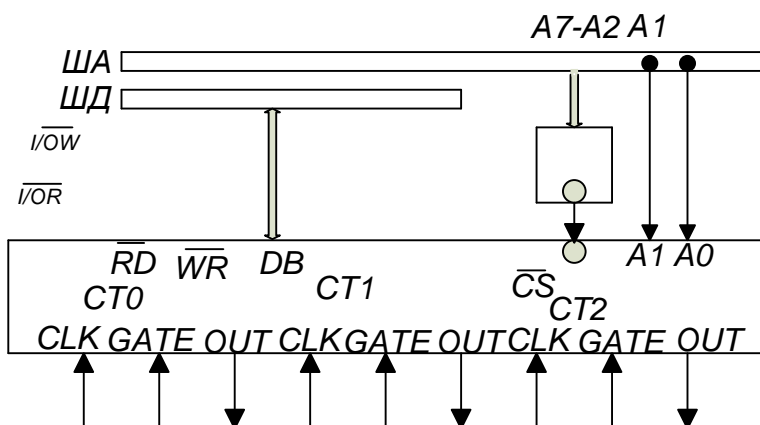 A7-A2 A1
ША
ШД
I/OW
I/OR
RD WR DB CT1 CS A1 A0
CT0 CT2
CLK GATE OUT CLK GATE OUT CLK GATE OUT